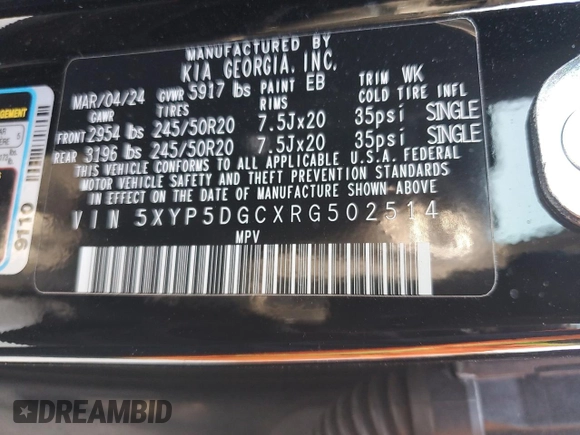 MANUFACTURED BY
KIA GEORGIA, INC.
MAR/04/24 GVWR 5917 lbs PAINT EB TRIM WK
GAWR TIRES RIMS COLD TIRE INFL
FRONT 2954 lbs 245/50R20 7.5Jx20 35psi SINGLE
REAR 3196 lbs 245/50R20 7.5Jx20 35psi SINGLE
THIS VEHICLE CONFORMS TO ALL APPLICABLE U.S.A. FEDERAL
MOTOR VEHICLE SAFETY AND THEFT PREVENTION STANDARDS
IN EFFECT ON THE DATE OF MANUFACTURE SHOWN ABOVE.
VIN 5XYP5DGCXRG502514
MPV
9110
DREAMBID